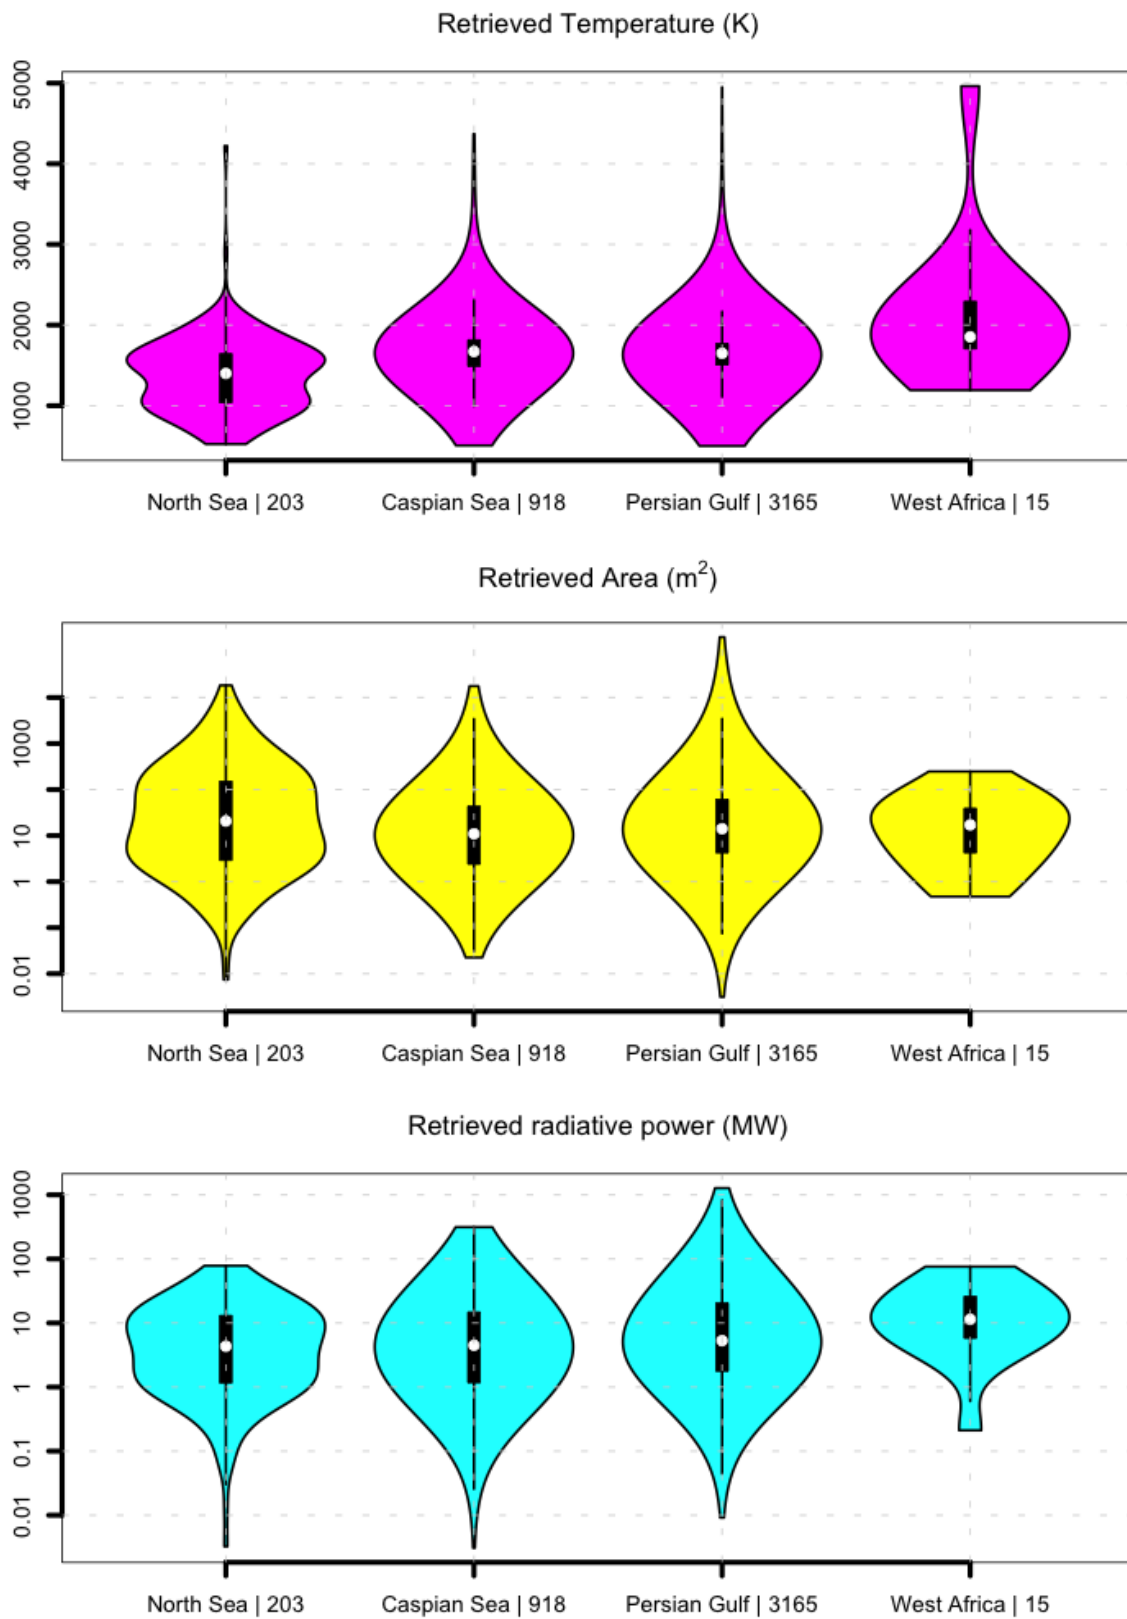 Retrieved Temperature (K)
5000
4000
3000
2000
1000
North Sea | 203 Caspian Sea | 918 Persian Gulf | 3165 West Africa | 15
Retrieved Area (m²)
1000
10
1
0.01
North Sea | 203 Caspian Sea | 918 Persian Gulf | 3165 West Africa | 15
Retrieved radiative power (MW)
1000
100
10
1
0.1
0.01
North Sea | 203 Caspian Sea | 918 Persian Gulf | 3165 West Africa | 15